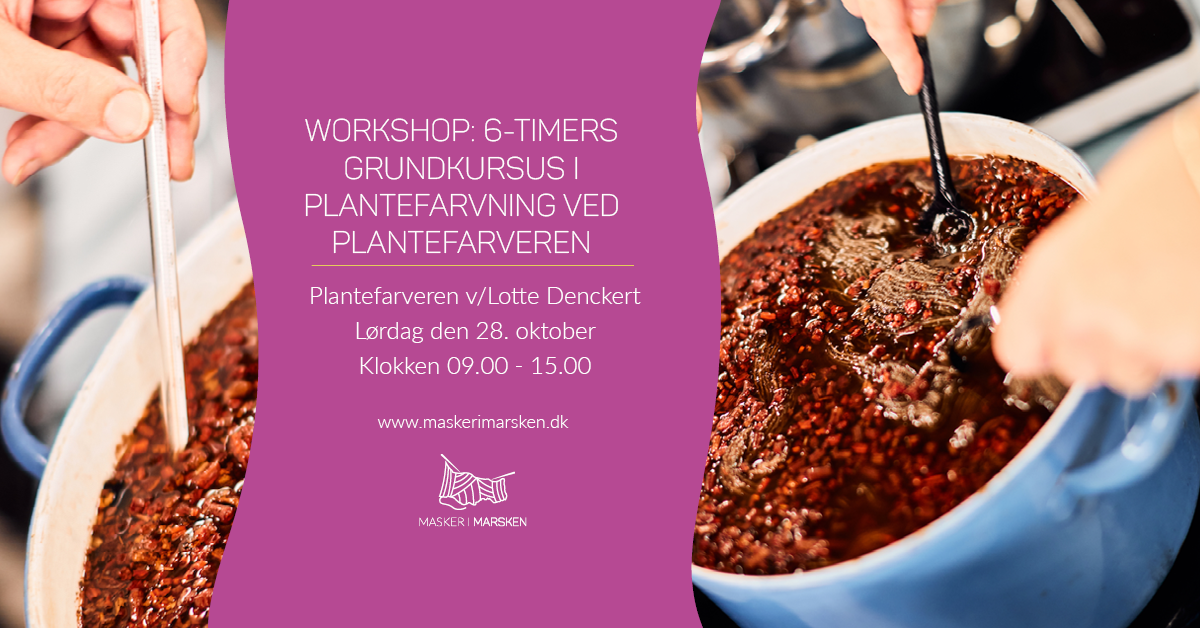 WORKSHOP: 6-TIMERS
GRUNDKURSUS I
PLANTEFARVNING VED
PLANTEFARVEREN
Plantefarveren v/Lotte Denckert
Lørdag den 28. oktober
Klokken 09.00 - 15.00
www.maskerimarsken.dk
MASKER I MARSKEN